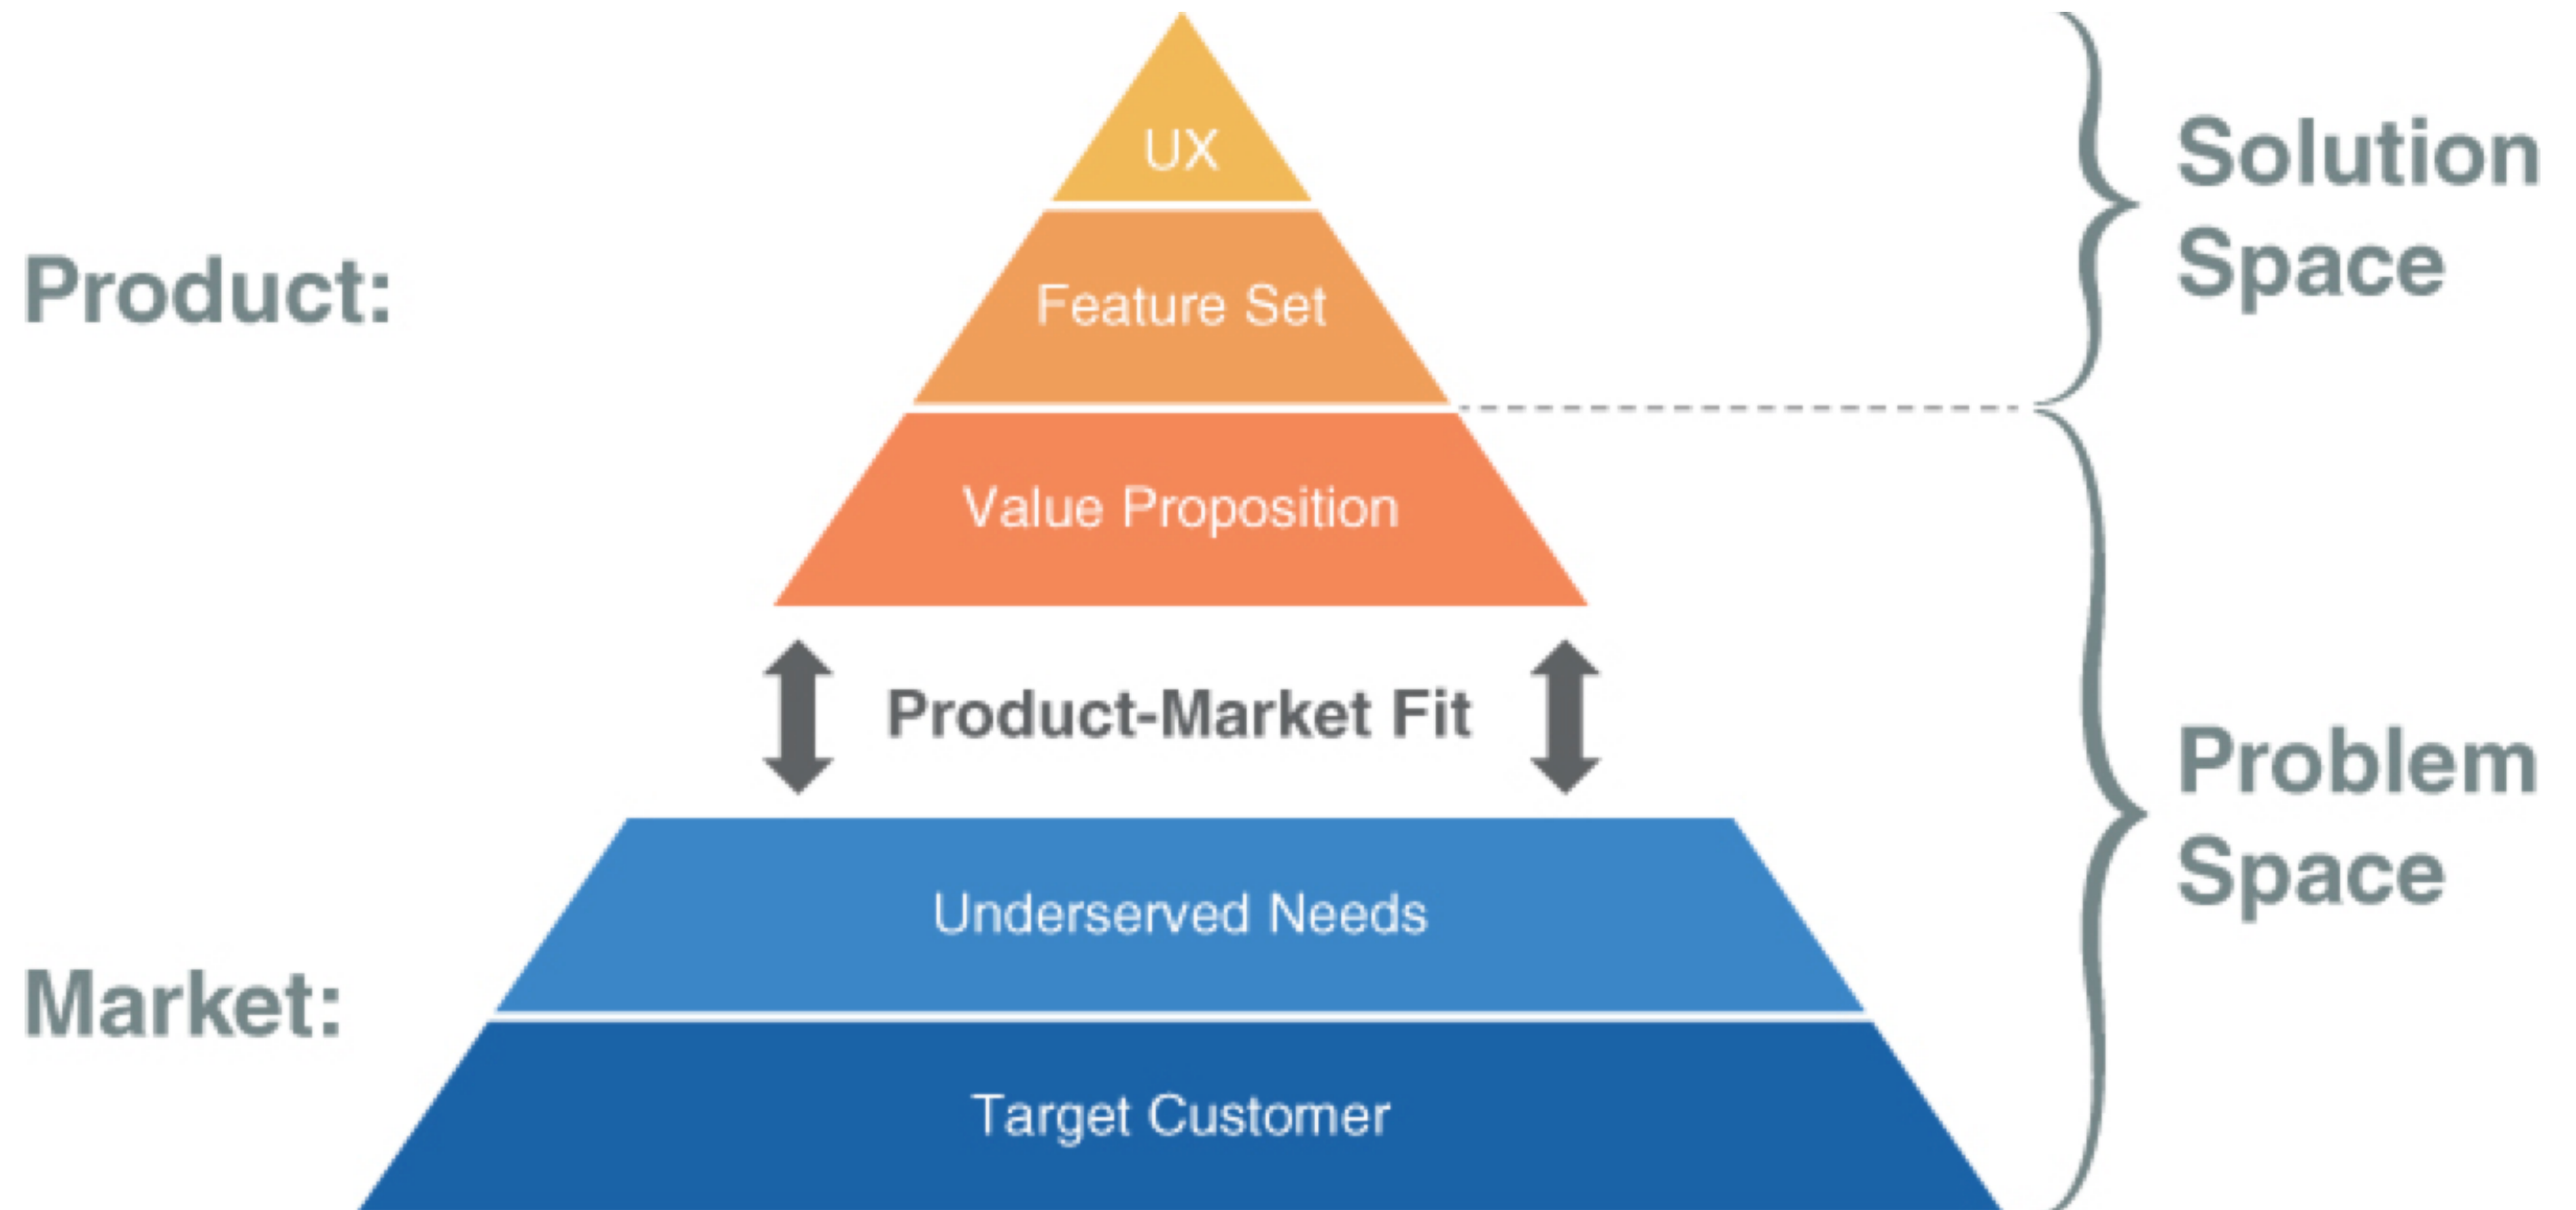 UX
Solution
Space
Product:
Feature Set
Value Proposition
Product-Market Fit
Problem
Space
Underserved Needs
Market:
Target Customer